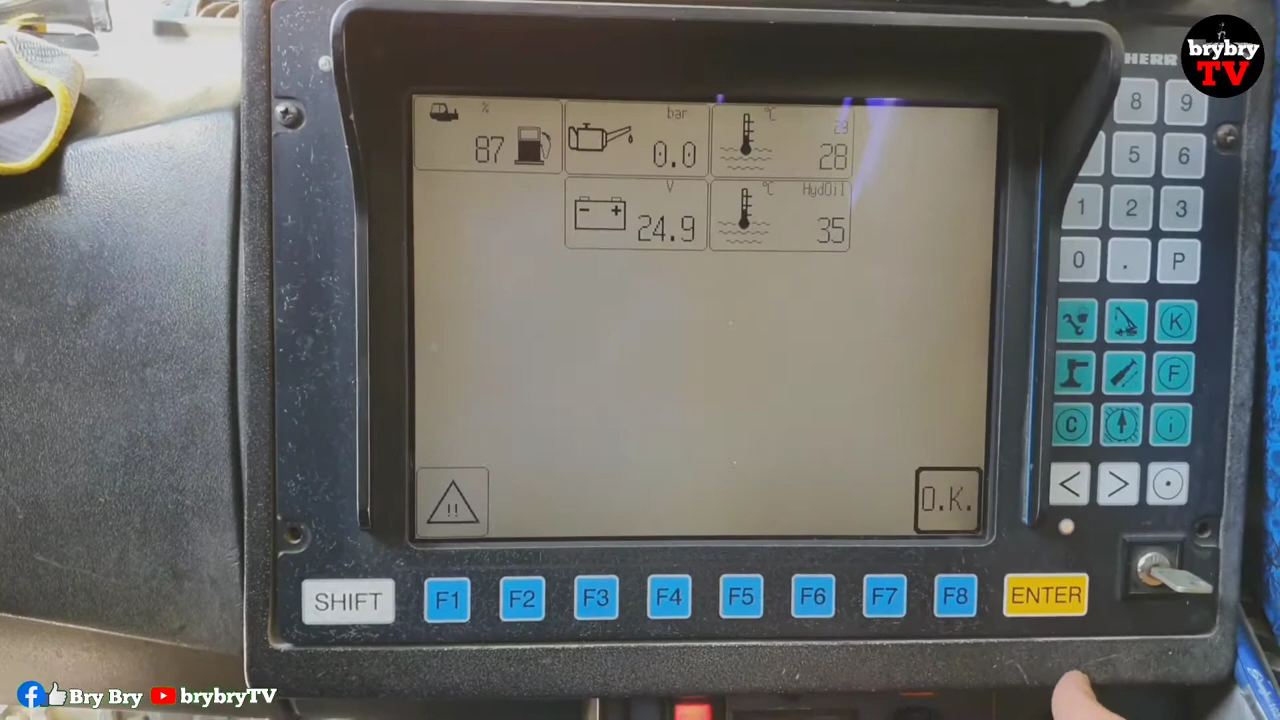 brybry
TV
HERR
%
87
bar
0.0
°C
28
V
24.9
°C HydOil
35
!!
O.K.
8 9
5 6
1 2 3
0 . P
K
F
C i
< >
SHIFT F1 F2 F3 F4 F5 F6 F7 F8 ENTER
Bry Bry brybryTV